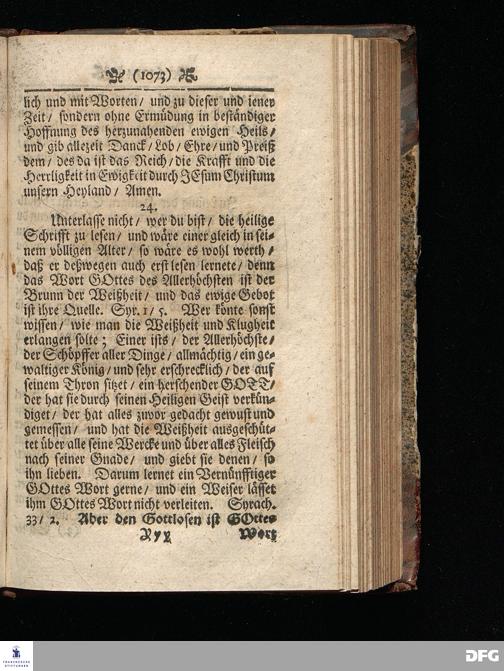 (1073)
lich und mit Worten / und zu dieser und jener
Zeit / sondern ohne Ermüdung in beständiger
Hoffnung des herzunahenden ewigen Heils /
und gib allezeit Danck / Lob / Ehre / und Preiß
dem / des da ist das Reich / die Krafft und die
Herrligkeit in Ewigkeit durch JEsum Christum
unsern Heyland / Amen.
24.
Unterlasse nicht / wer du bist / die heilige
Schrifft zu lesen / und wäre einer gleich in sei-
nem völligen Alter / so wäre es wohl werth /
daß er deßwegen auch erst lesen lernete / denn
das Wort GOttes des Allerhöchsten ist der
Brunn der Weißheit / und das ewige Gebot
ist ihre Quelle. Syr. 1 / 5. Wer könte sonst
wissen / wie man die Weißheit und Klugheit
erlangen solte ; Einer ists / der Allerhöchste /
der Schöpffer aller Dinge / allmächtig / ein ge-
waltiger König / und sehr erschrecklich / der auf
seinem Thron sitzet / ein herschender GOTT /
der hat sie durch seinen Heiligen Geist verkün-
diget / der hat alles zuvor gedacht gewust und
gemessen / und hat die Weißheit ausgeschüt-
tet über alle seine Wercke und über alles Fleisch
nach seiner Gnade / und giebt sie denen / so
ihn lieben. Darum lernet ein Vernünfftiger
GOttes Wort gerne / und ein Weiser lässet
ihm GOttes Wort nicht verleiten. Syrach.
33 / 2. Aber den Gottlosen ist GOttes
Yyy Wort
FRANCKESCHE
STIFTUNGEN
DFG